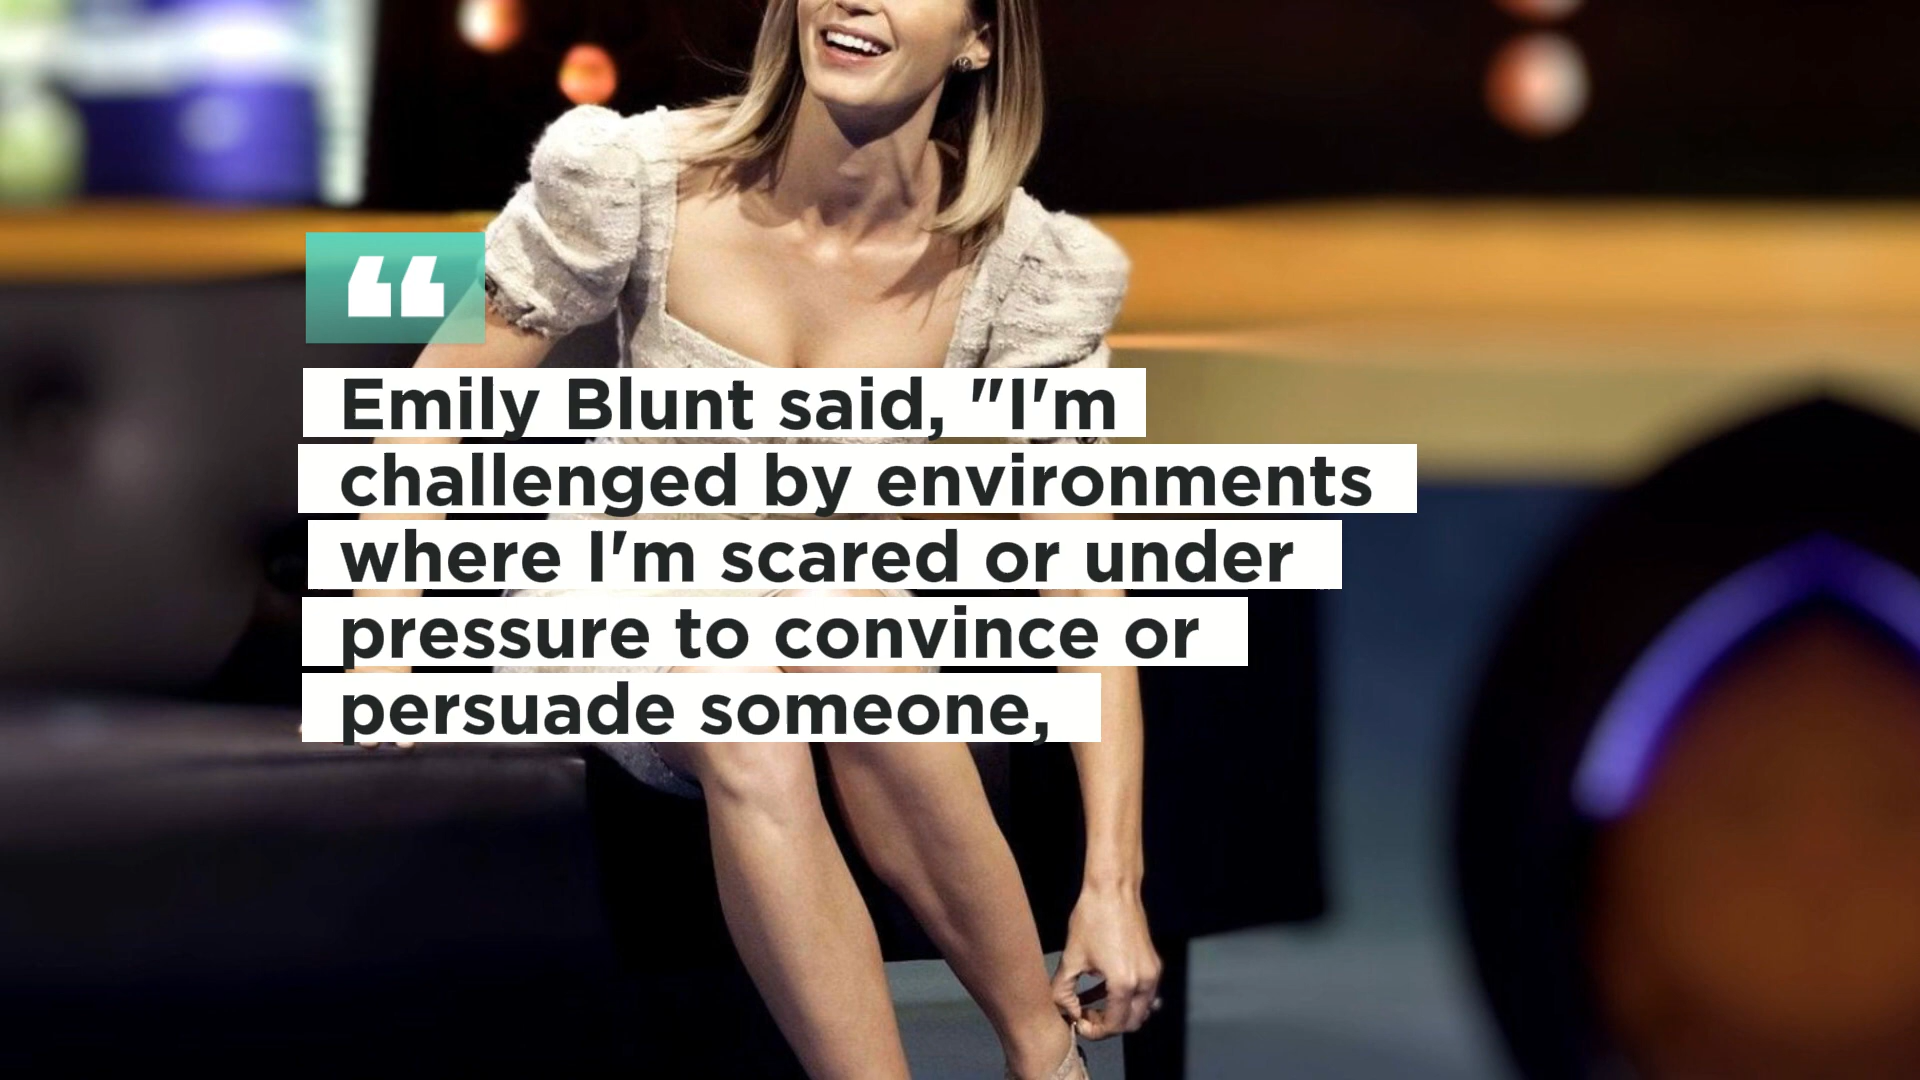 “
Emily Blunt said, "I'm
challenged by environments
where I'm scared or under
pressure to convince or
persuade someone,